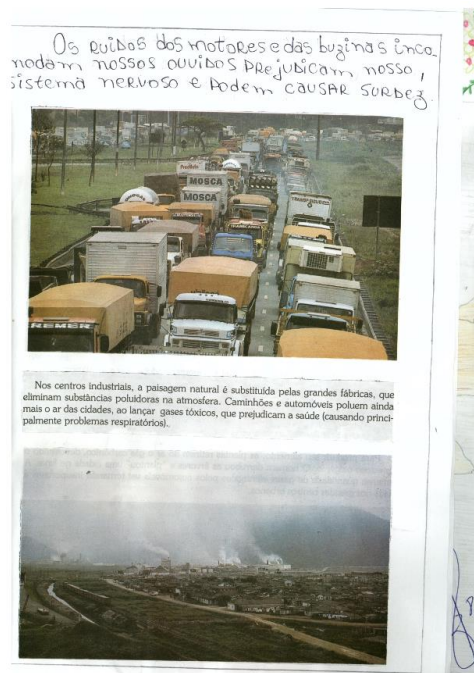 Os ruídos dos motores e das buzinas inco-
modam nossos ouvidos prejudicam nosso,
sistema nervoso e podem causar surdez.
MOSCA
MOSCA
REMER
Nos centros industriais, a paisagem natural é substituída pelas grandes fábricas, que
eliminam substâncias poluidoras na atmosfera. Caminhões e automóveis poluem ainda
mais o ar das cidades, ao lançar gases tóxicos, que prejudicam a saúde (causando princi-
palmente problemas respiratórios).